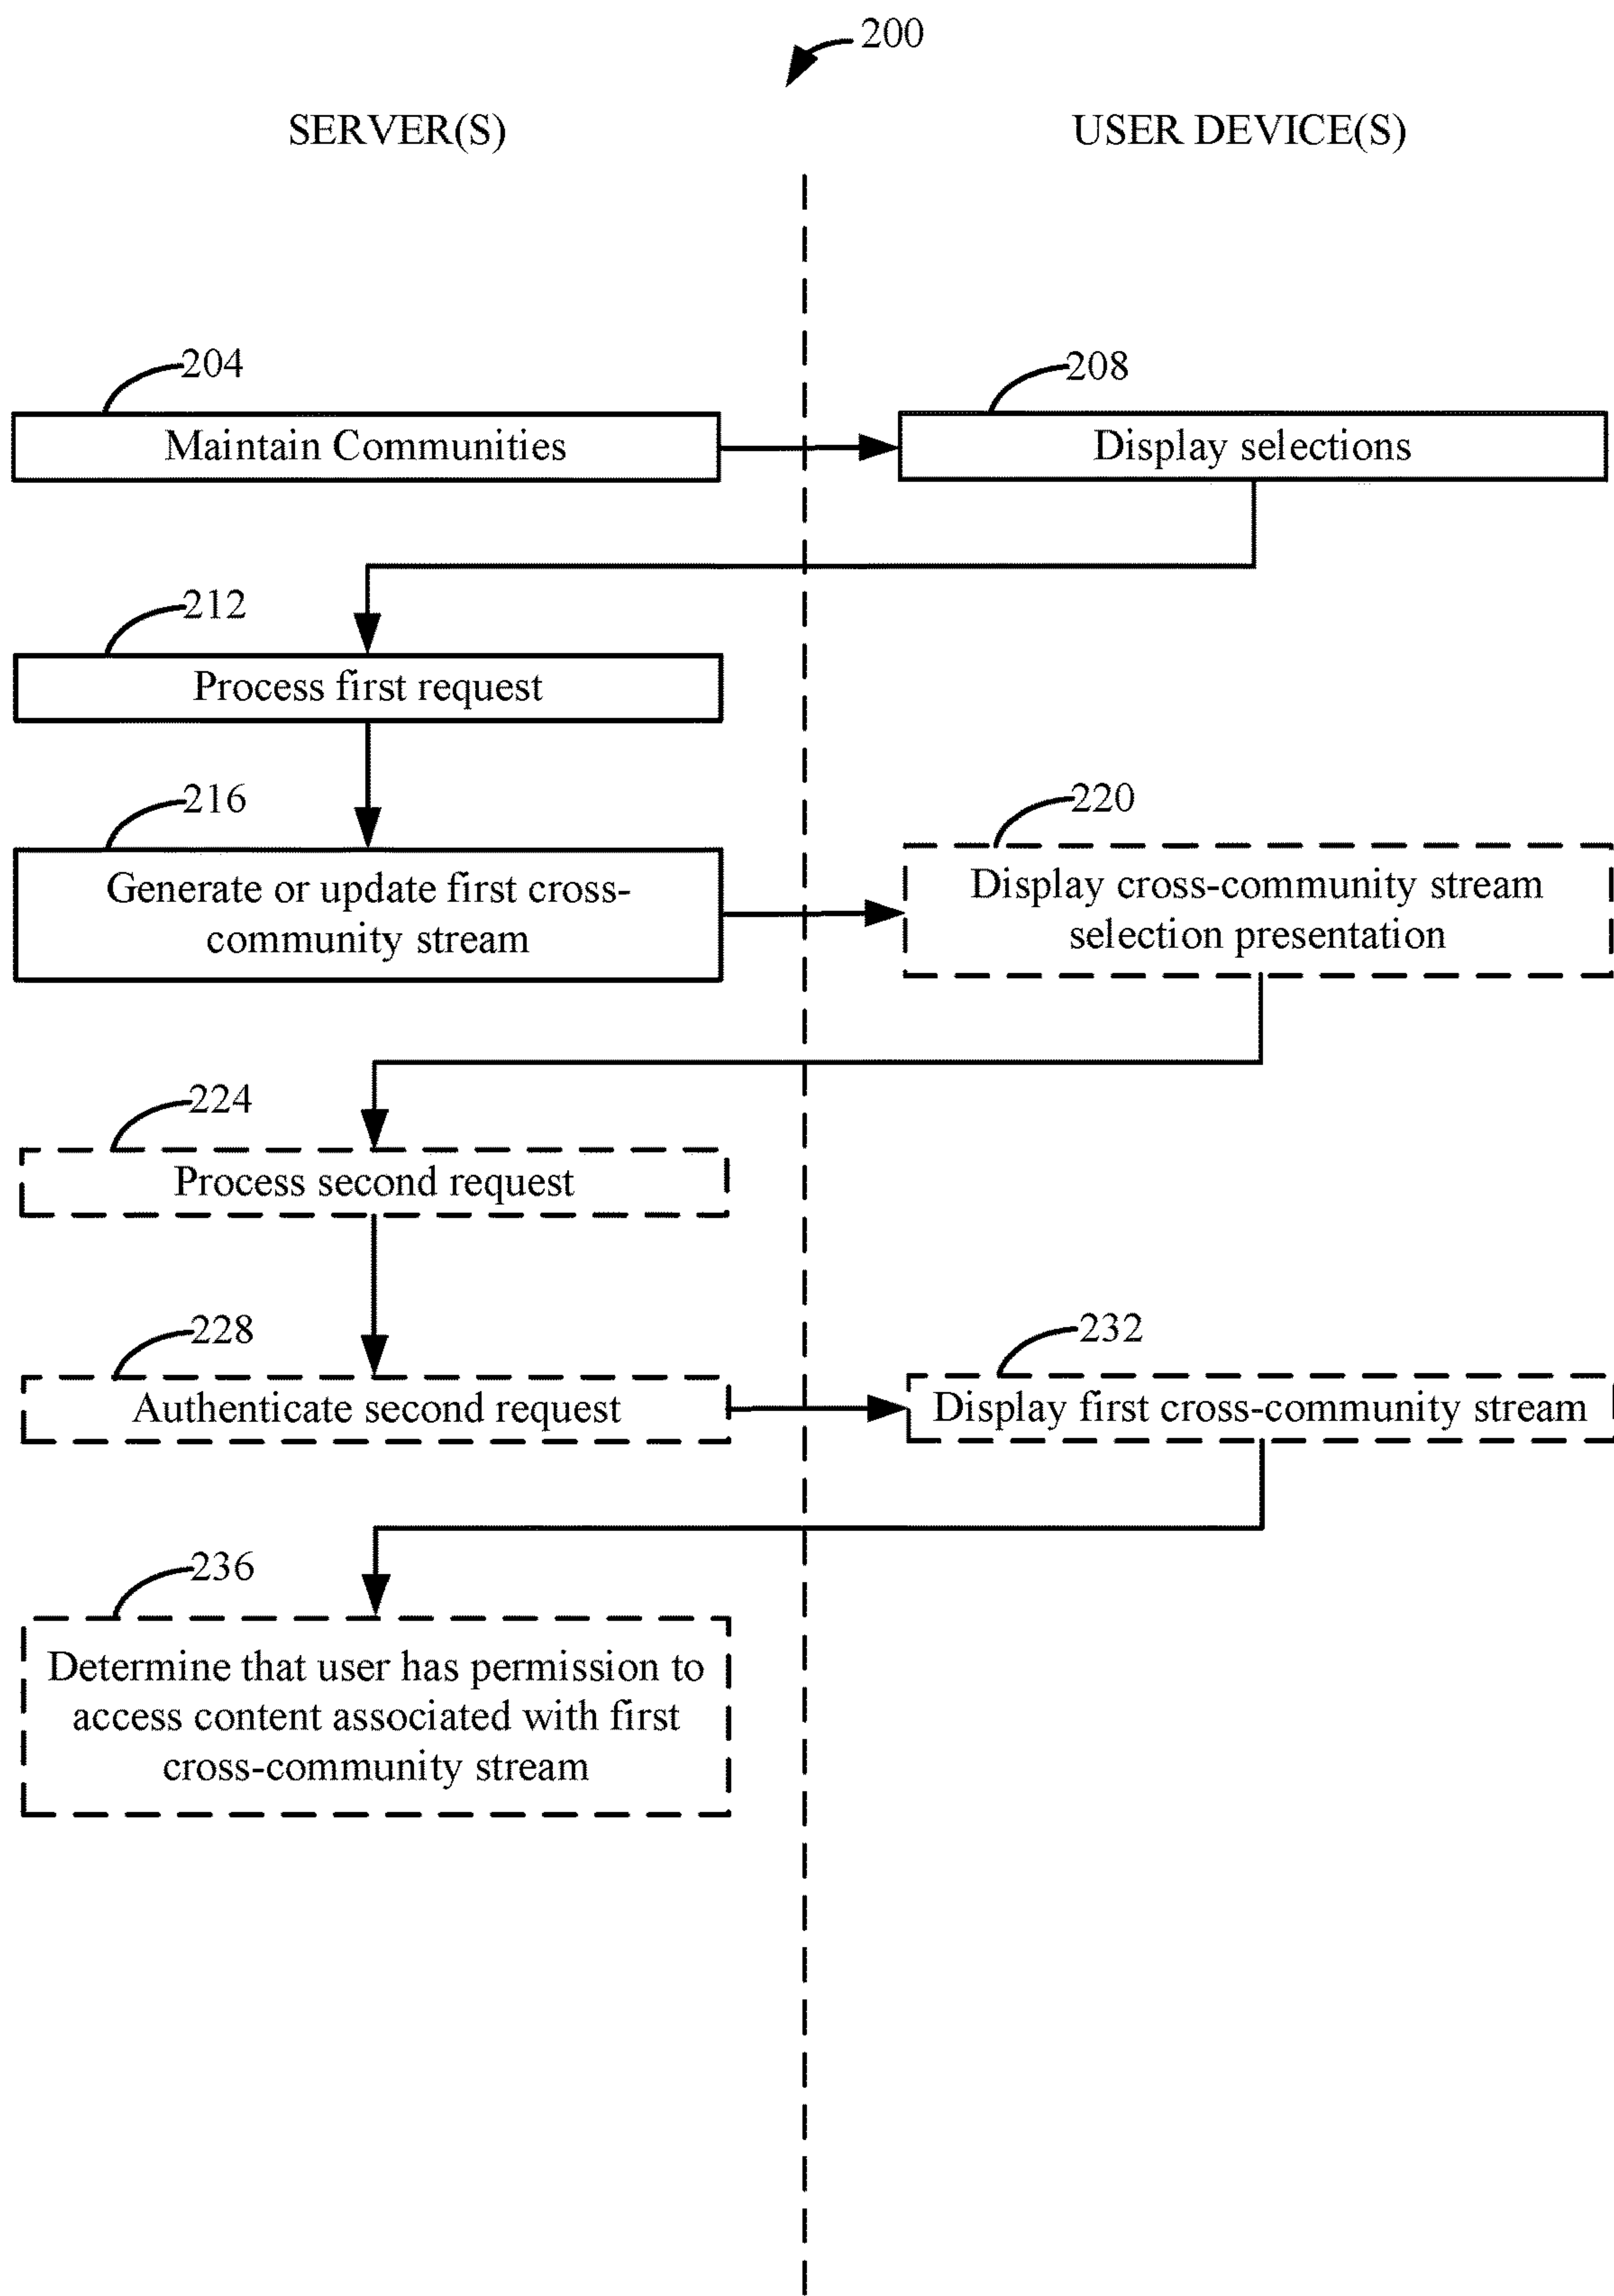 200
SERVER(S)
USER DEVICE(S)
204
208
Maintain Communities
Display selections
212
Process first request
216
220
Generate or update first cross-
community stream
Display cross-community stream
selection presentation
224
Process second request
228
232
Authenticate second request
Display first cross-community stream
236
Determine that user has permission to
access content associated with first
cross-community stream